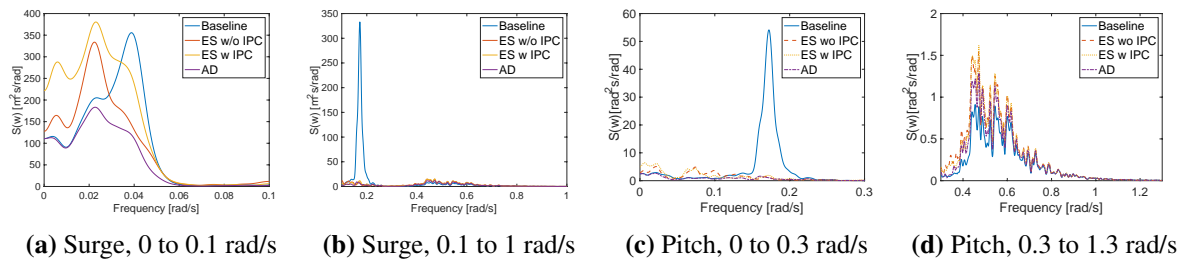 400
350
300
250
200
150
100
50
0
S(w) [m²s/rad]
Baseline
ES w/o IPC
ES w IPC
AD
0 0.02 0.04 0.06 0.08 0.1
Frequency [rad/s]
(a) Surge, 0 to 0.1 rad/s
350
300
250
200
150
100
50
0
S(w) [m²s/rad]
Baseline
ES w/o IPC
ES w IPC
AD
0.2 0.4 0.6 0.8 1
Frequency [rad/s]
(b) Surge, 0.1 to 1 rad/s
60
50
40
30
20
10
0
S(w)[rad²s/rad]
Baseline
ES wo IPC
ES w IPC
AD
0 0.1 0.2 0.3
Frequency [rad/s]
(c) Pitch, 0 to 0.3 rad/s
2
1.5
1
0.5
0
S(w)[rad²s/rad]
Baseline
ES wo IPC
ES w IPC
AD
0.4 0.6 0.8 1 1.2
Frequency [rad/s]
(d) Pitch, 0.3 to 1.3 rad/s